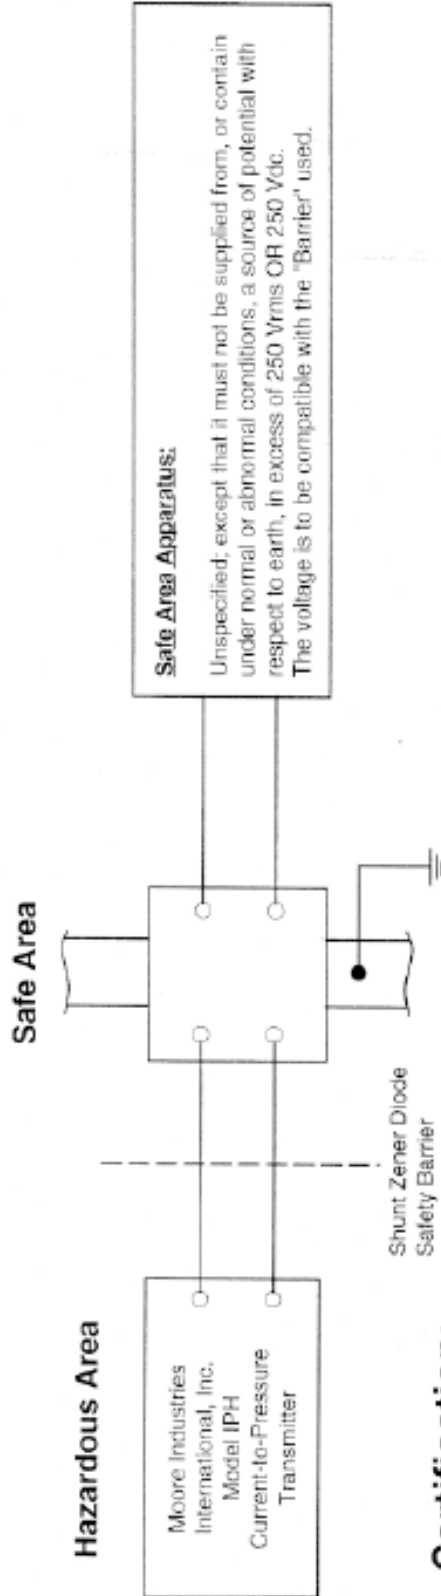 Hazardous Area
Safe Area
Moore Industries
International, Inc.
Model IPH
Current-to-Pressure
Transmitter
Shunt Zener Diode
Safety Barrier
Safe Area Apparatus:
Unspecified; except that it must not be supplied from, or contain
under normal or abnormal conditions, a source of potential with
respect to earth, in excess of 250 Vrms OR 250 Vdc.
The voltage is to be compatible with the "Barrier" used.